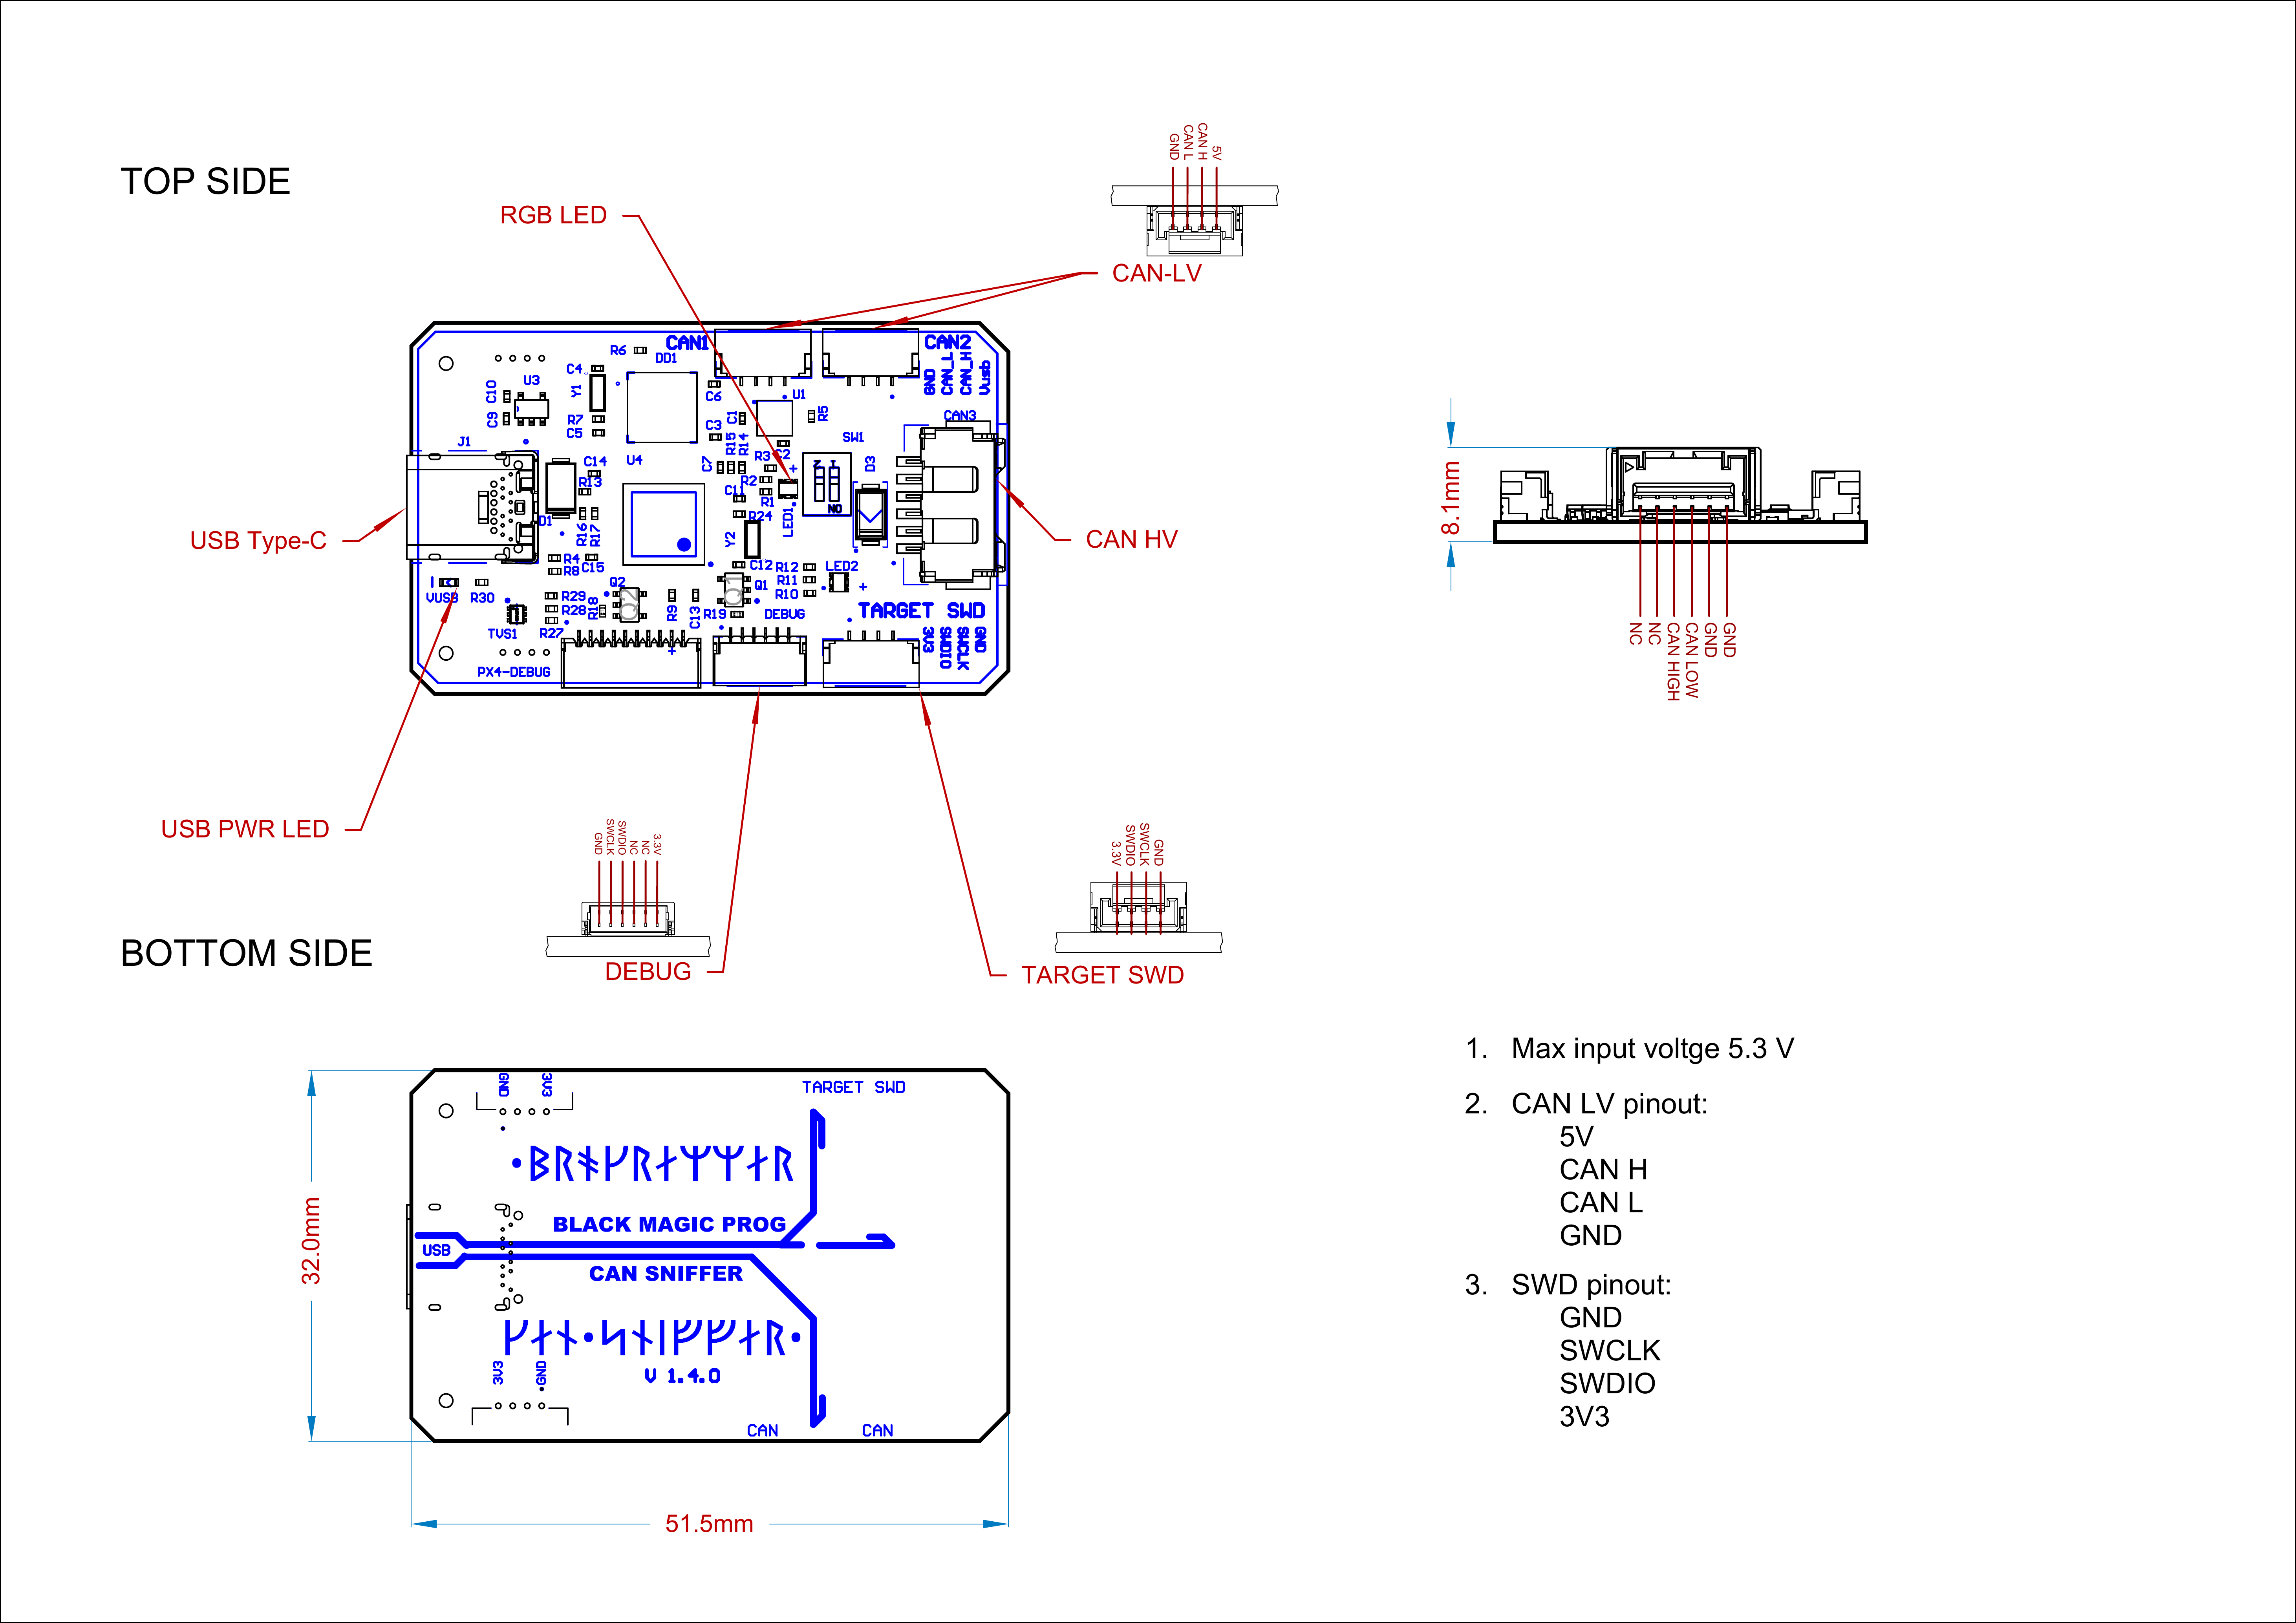 TOP SIDE
RGB LED
GND
CAN L
CAN H
5V
CAN-LV
R6
CAN1
DD1
CAN2
GND
CAN_L
CAN_H
Vusb
C4
U3
C10
Y1
C9
R7
C5
C6
U1
R5
C1
C3
R15
R14
CAN3
J1
SW1
C14
U4
C7
R3
C2
D3
R13
R2
C11
R1
2
1
ON
LED1
R24
D1
R16
R17
Y2
R4
C15
R8
C12
R12
R11
R10
LED2
Q2
Q2
Q1
Q1
VUSB
R30
R29
R28
R18
R9
C13
R19
DEBUG
TARGET SWD
3V3
SWDIO
SWCLK
GND
TVS1
R27
PX4-DEBUG
USB Type-C
CAN HV
USB PWR LED
8.1mm
NC
NC
CAN HIGH
CAN LOW
GND
GND
GND
SWCLK
SWDIO
NC
NC
3.3V
DEBUG
3.3V
SWDIO
SWCLK
GND
TARGET SWD
BOTTOM SIDE
GND
3V3
TARGET SWD
BLACK MAGIC PROG
USB
CAN SNIFFER
3V3
GND
V 1.4.0
CAN
CAN
32.0mm
51.5mm
1. Max input voltge 5.3 V
2. CAN LV pinout:
5V
CAN H
CAN L
GND
3. SWD pinout:
GND
SWCLK
SWDIO
3V3